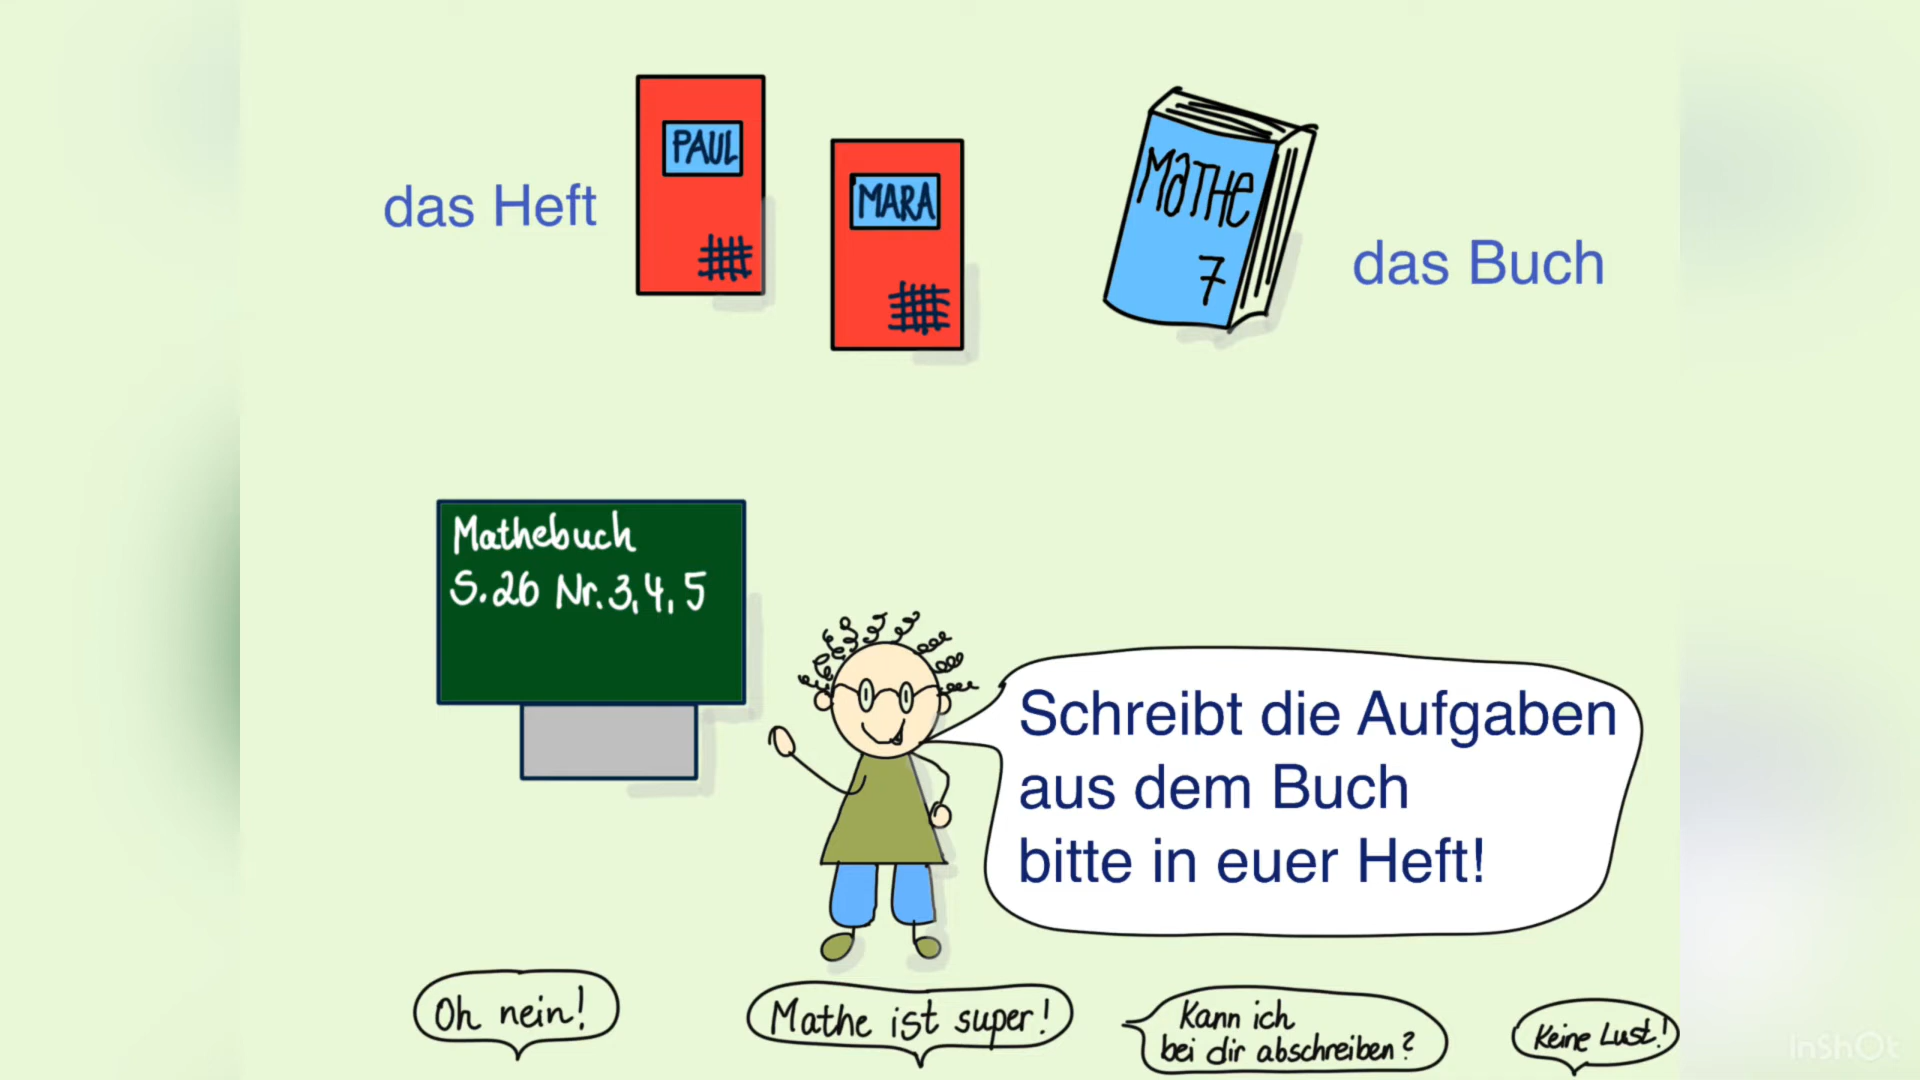 das Heft
PAUL
MARA
MATHE
7
das Buch
Mathebuch
S.26 Nr.3,4,5
Schreibt die Aufgaben
aus dem Buch
bitte in euer Heft!
Oh nein!
Mathe ist super!
Kann ich
bei dir abschreiben?
Keine Lust!
InShOt